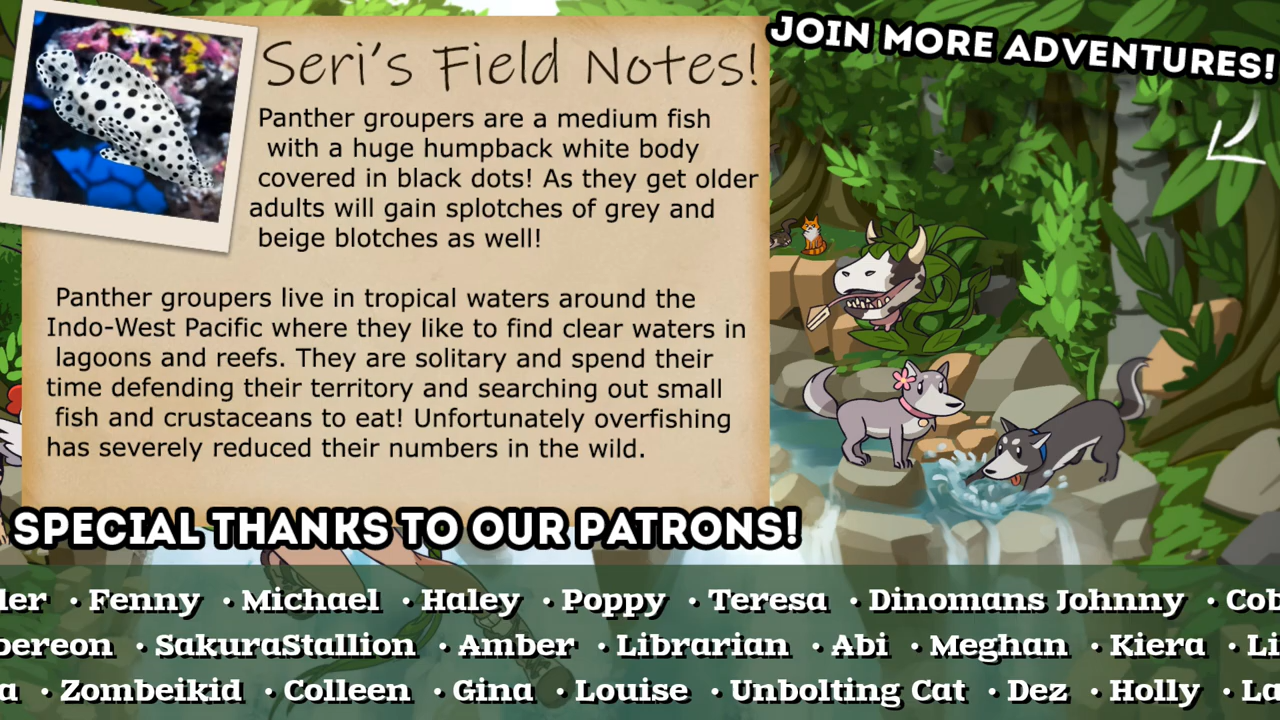 Seri's Field Notes!
JOIN MORE ADVENTURES!
Panther groupers are a medium fish
with a huge humpback white body
covered in black dots! As they get older
adults will gain splotches of grey and
beige blotches as well!
Panther groupers live in tropical waters around the
Indo-West Pacific where they like to find clear waters in
lagoons and reefs. They are solitary and spend their
time defending their territory and searching out small
fish and crustaceans to eat! Unfortunately overfishing
has severely reduced their numbers in the wild.
SPECIAL THANKS TO OUR PATRONS!
• Fenny • Michael • Haley • Poppy • Teresa • Dinomans Johnny •
• SakuraStallion • Amber • Librarian • Abi • Meghan • Kiera •
• Zombeikid • Colleen • Gina • Louise • Unbolting Cat • Dez • Holly •